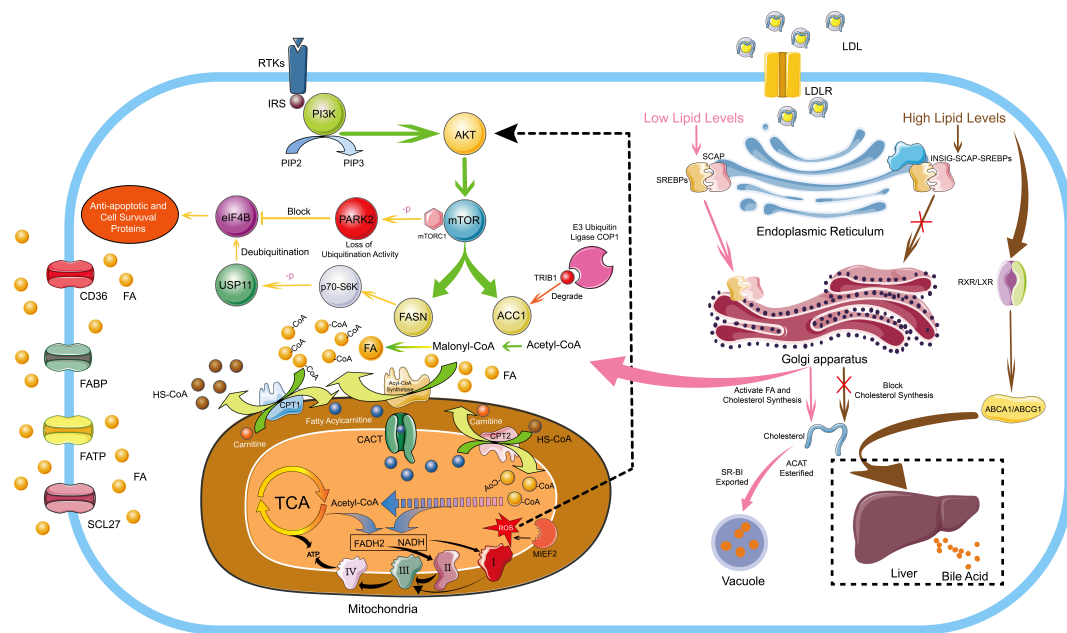 RTKs
IRS
PI3K
PIP2
PIP3
AKT
LDL
LDLR
Low Lipid Levels
High Lipid Levels
SCAP
SREBPs
INSIG-SCAP-SREBPs
Endoplasmic Reticulum
Anti-apoptotic and
Cell Survuval
Proteins
eIF4B
Block
PARK2
Loss of
Ubiquitination Activity
-p
mTORC1
mTOR
E3 Ubiquitin
Ligase COP1
TRIB1
Degrade
Deubiquitination
USP11
-p
p70-S6K
FASN
ACC1
RXR/LXR
CD36
FA
FABP
FATP
FA
SCL27
FA
Malonyl-CoA
Acetyl-CoA
-CoA
-CoA
-CoA
-CoA
-CoA
HS-CoA
CPT1
Acyl-CoA
Synthetase
FA
Carnitine
Fatty Acylcarnitine
CACT
Carnitine
CPT2
HS-CoA
TCA
Acetyl-CoA
CoA
-CoA
-CoA
ROS
MIEF2
FADH2
NADH
ATP
IV
III
II
I
Mitochondria
Golgi apparatus
Activate FA and
Cholesterol Synthesis
Block
Cholesterol Synthesis
ABCA1/ABCG1
Cholesterol
SR-BI
Exported
ACAT
Esterified
Vacuole
Liver
Bile Acid